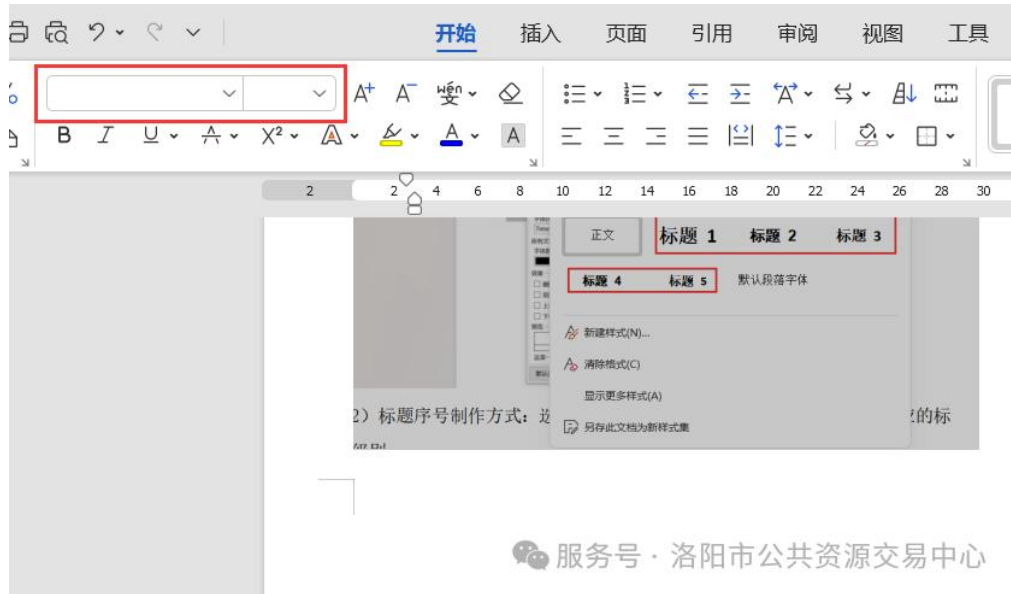 开始 插入 页面 引用 审阅 视图 工具
A+ A- wén 变 A
B I U A X² A A A
2 2 4 6 8 10 12 14 16 18 20 22 24 26 28 30
正文 标题 1 标题 2 标题 3
标题 4 标题 5 默认段落字体
新建样式(N)...
清除格式(C)
显示更多样式(A)
另存此文档为新样式集
2）标题序号制作方式：
的标
服务号 · 洛阳市公共资源交易中心